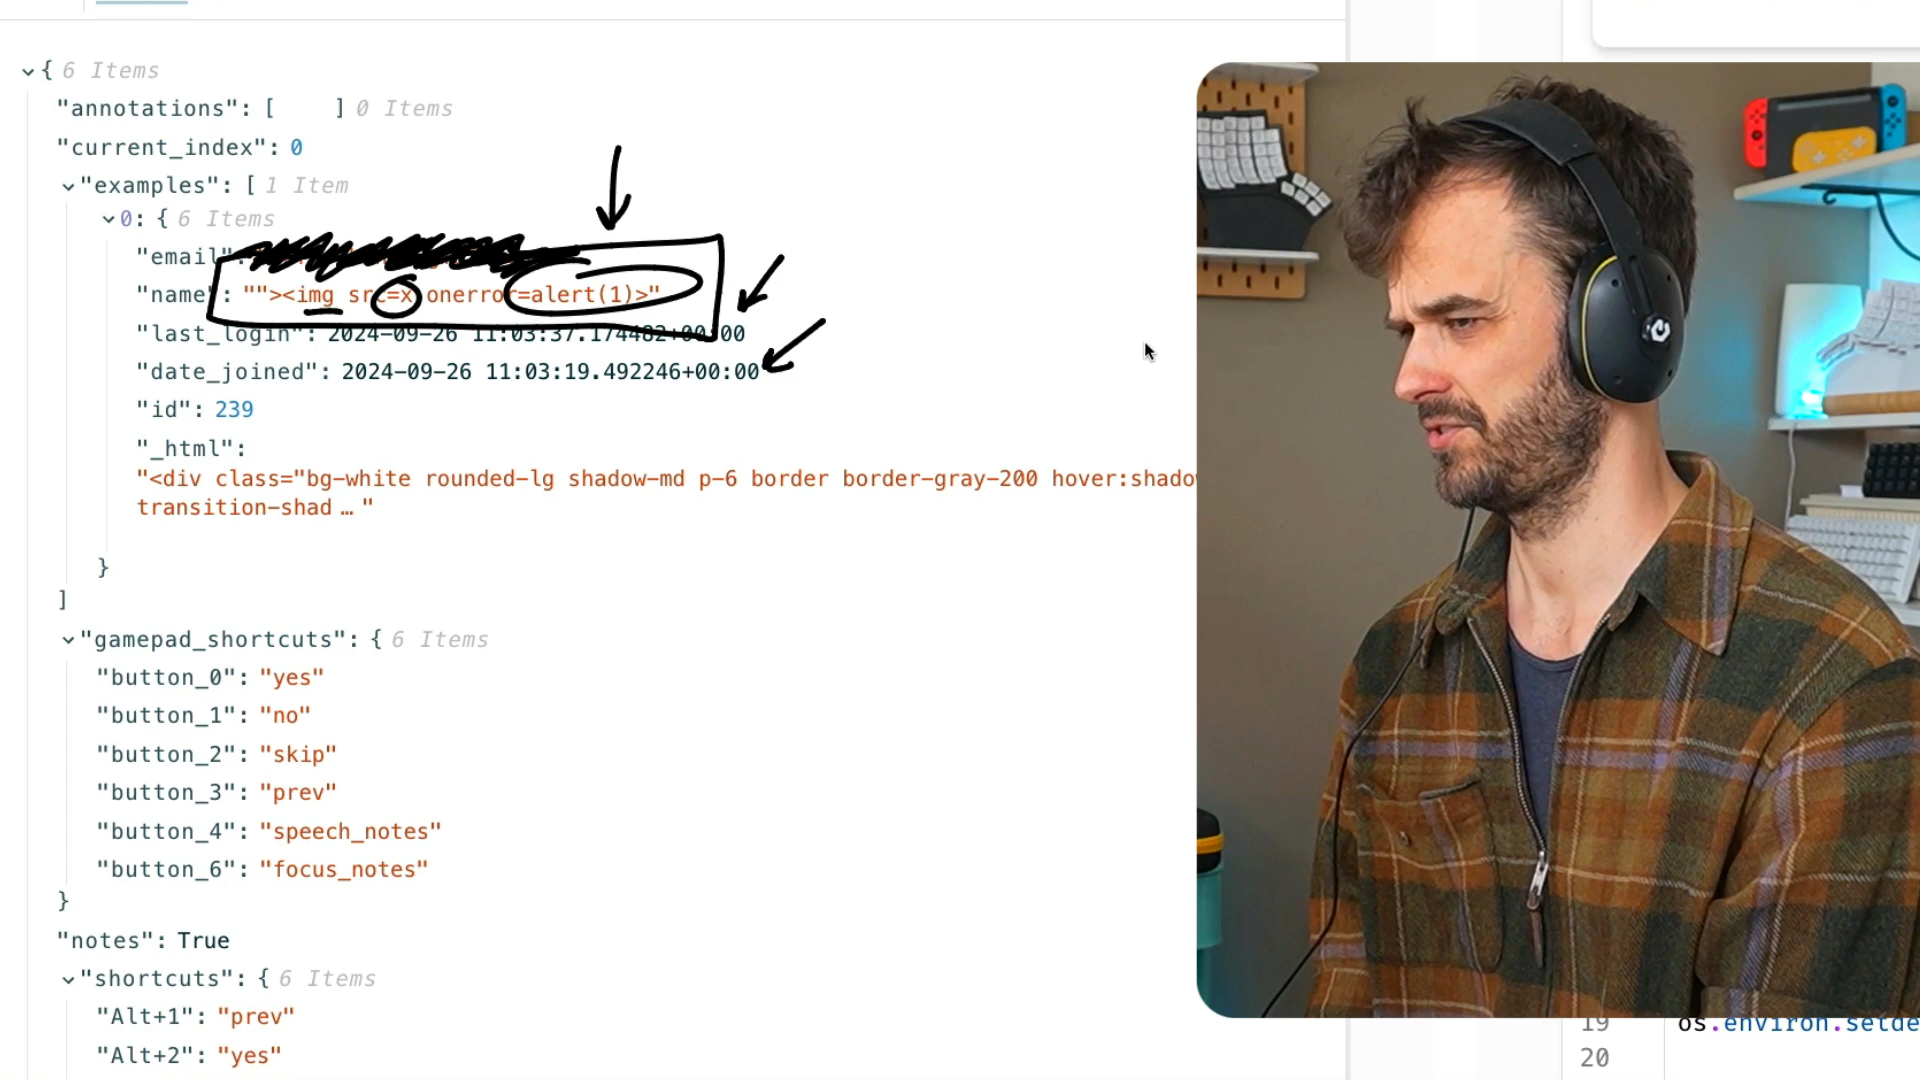 { 6 Items
"annotations": [ ] 0 Items
"current_index": 0
"examples": [ 1 Item
0: { 6 Items
"email":
"name": ""><img src=x onerror=alert(1)>"
"last_login": 2024-09-26 11:03:37.174482+00:00
"date_joined": 2024-09-26 11:03:19.492246+00:00
"id": 239
"_html":
"<div class="bg-white rounded-lg shadow-md p-6 border border-gray-200 hover:shado
transition-shad … "
}
]
"gamepad_shortcuts": { 6 Items
"button_0": "yes"
"button_1": "no"
"button_2": "skip"
"button_3": "prev"
"button_4": "speech_notes"
"button_6": "focus_notes"
}
"notes": True
"shortcuts": { 6 Items
"Alt+1": "prev"
"Alt+2": "yes"
19 os.environ.setde
20